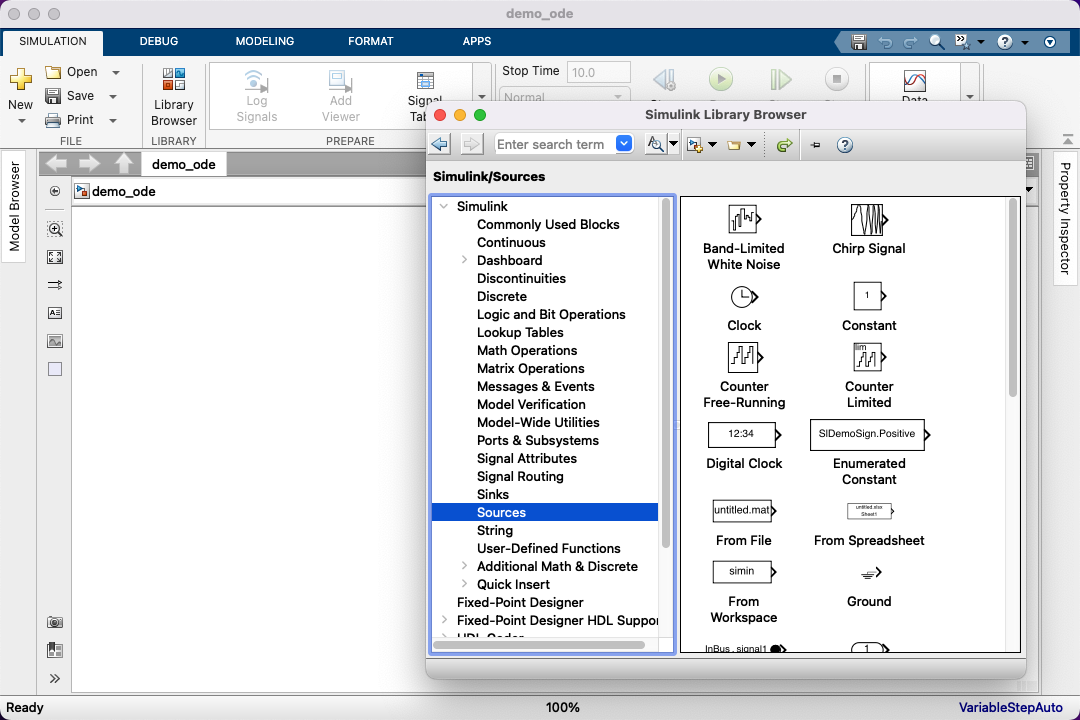 demo_ode
SIMULATION
DEBUG
MODELING
FORMAT
APPS
New
Open
Save
Print
FILE
Library
Browser
LIBRARY
Log
Signals
Add
Viewer
Signal
PREPARE
Stop Time
10.0
Normal
Simulink Library Browser
Enter search term
Simulink/Sources
Model Browser
demo_ode
demo_ode
Property Inspector
Simulink
Commonly Used Blocks
Continuous
Dashboard
Discontinuities
Discrete
Logic and Bit Operations
Lookup Tables
Math Operations
Matrix Operations
Messages & Events
Model Verification
Model-Wide Utilities
Ports & Subsystems
Signal Attributes
Signal Routing
Sinks
Sources
String
User-Defined Functions
Additional Math & Discrete
Quick Insert
Fixed-Point Designer
Fixed-Point Designer HDL Suppor
HDL Coder
Band-Limited
White Noise
Chirp Signal
Clock
1
Constant
Counter
Free-Running
lim
Counter
Limited
12:34
Digital Clock
SlDemoSign.Positive
Enumerated
Constant
untitled.mat
From File
untitled.xlsx
Sheet1
From Spreadsheet
simin
From
Workspace
Ground
InBus.signal1
1
Ready
100%
VariableStepAuto